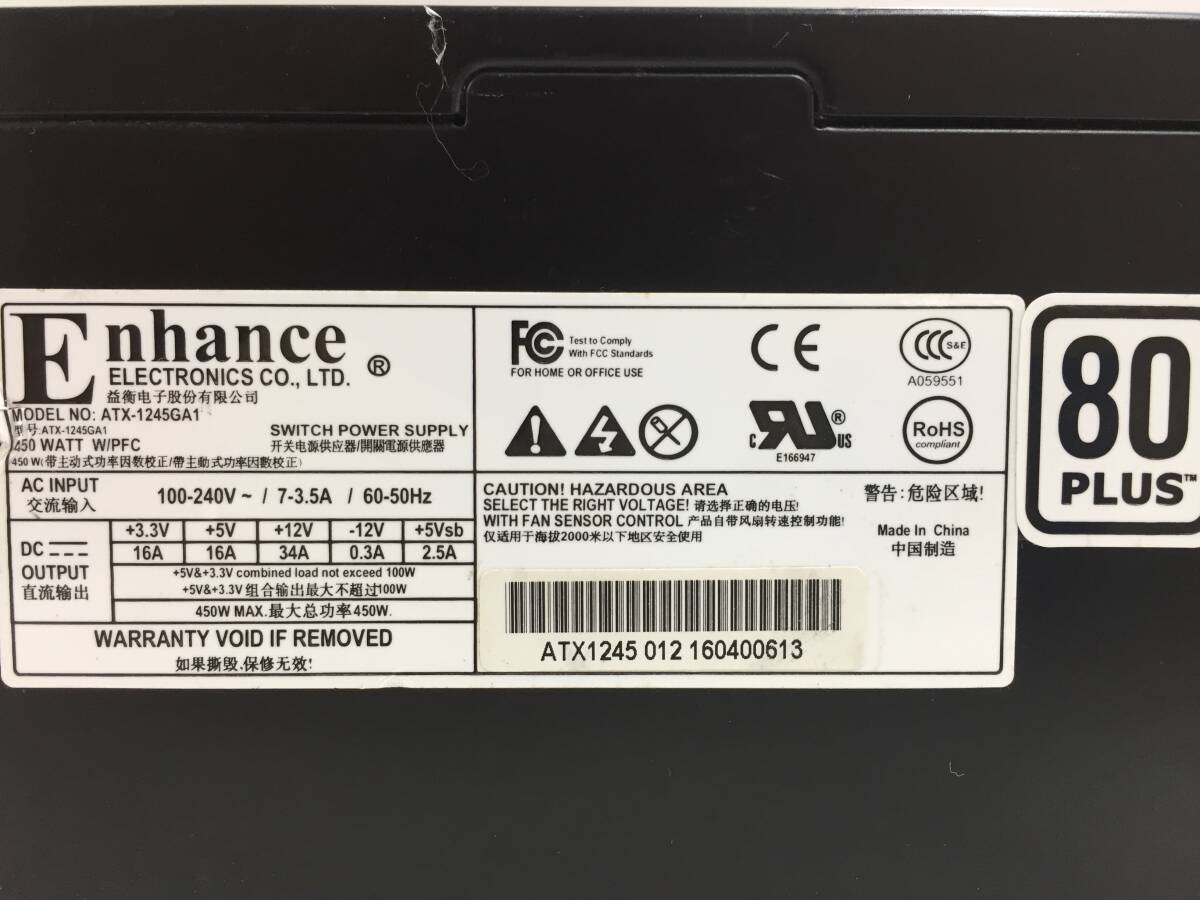 Enhance
ELECTRONICS CO., LTD. ®
益衡电子股份有限公司
MODEL NO: ATX-1245GA1
型号:ATX-1245GA1
450 WATT W/PFC
450 W(带主动式功率因数校正/帶主動式功率因數校正)
SWITCH POWER SUPPLY
开关电源供应器/開關電源供應器
AC INPUT
交流输入
100-240V ~ / 7-3.5A / 60-50Hz
DC
OUTPUT
直流输出
+3.3V +5V +12V -12V +5Vsb
16A 16A 34A 0.3A 2.5A
+5V&+3.3V combined load not exceed 100W
+5V&+3.3V 组合输出最大不超过100W
450W MAX.最大总功率450W.
WARRANTY VOID IF REMOVED
如果撕毁,保修无效!
FC Test to Comply
With FCC Standards
FOR HOME OR OFFICE USE
CE
CCC S&E
A059551
c RU ® US
E166947
RoHS
compliant
CAUTION! HAZARDOUS AREA
SELECT THE RIGHT VOLTAGE! 请选择正确的电压!
WITH FAN SENSOR CONTROL 产品自带风扇转速控制功能!
仅适用于海拔2000米以下地区安全使用
警告:危险区域!
Made In China
中国制造
ATX1245 012 160400613
80
PLUS™